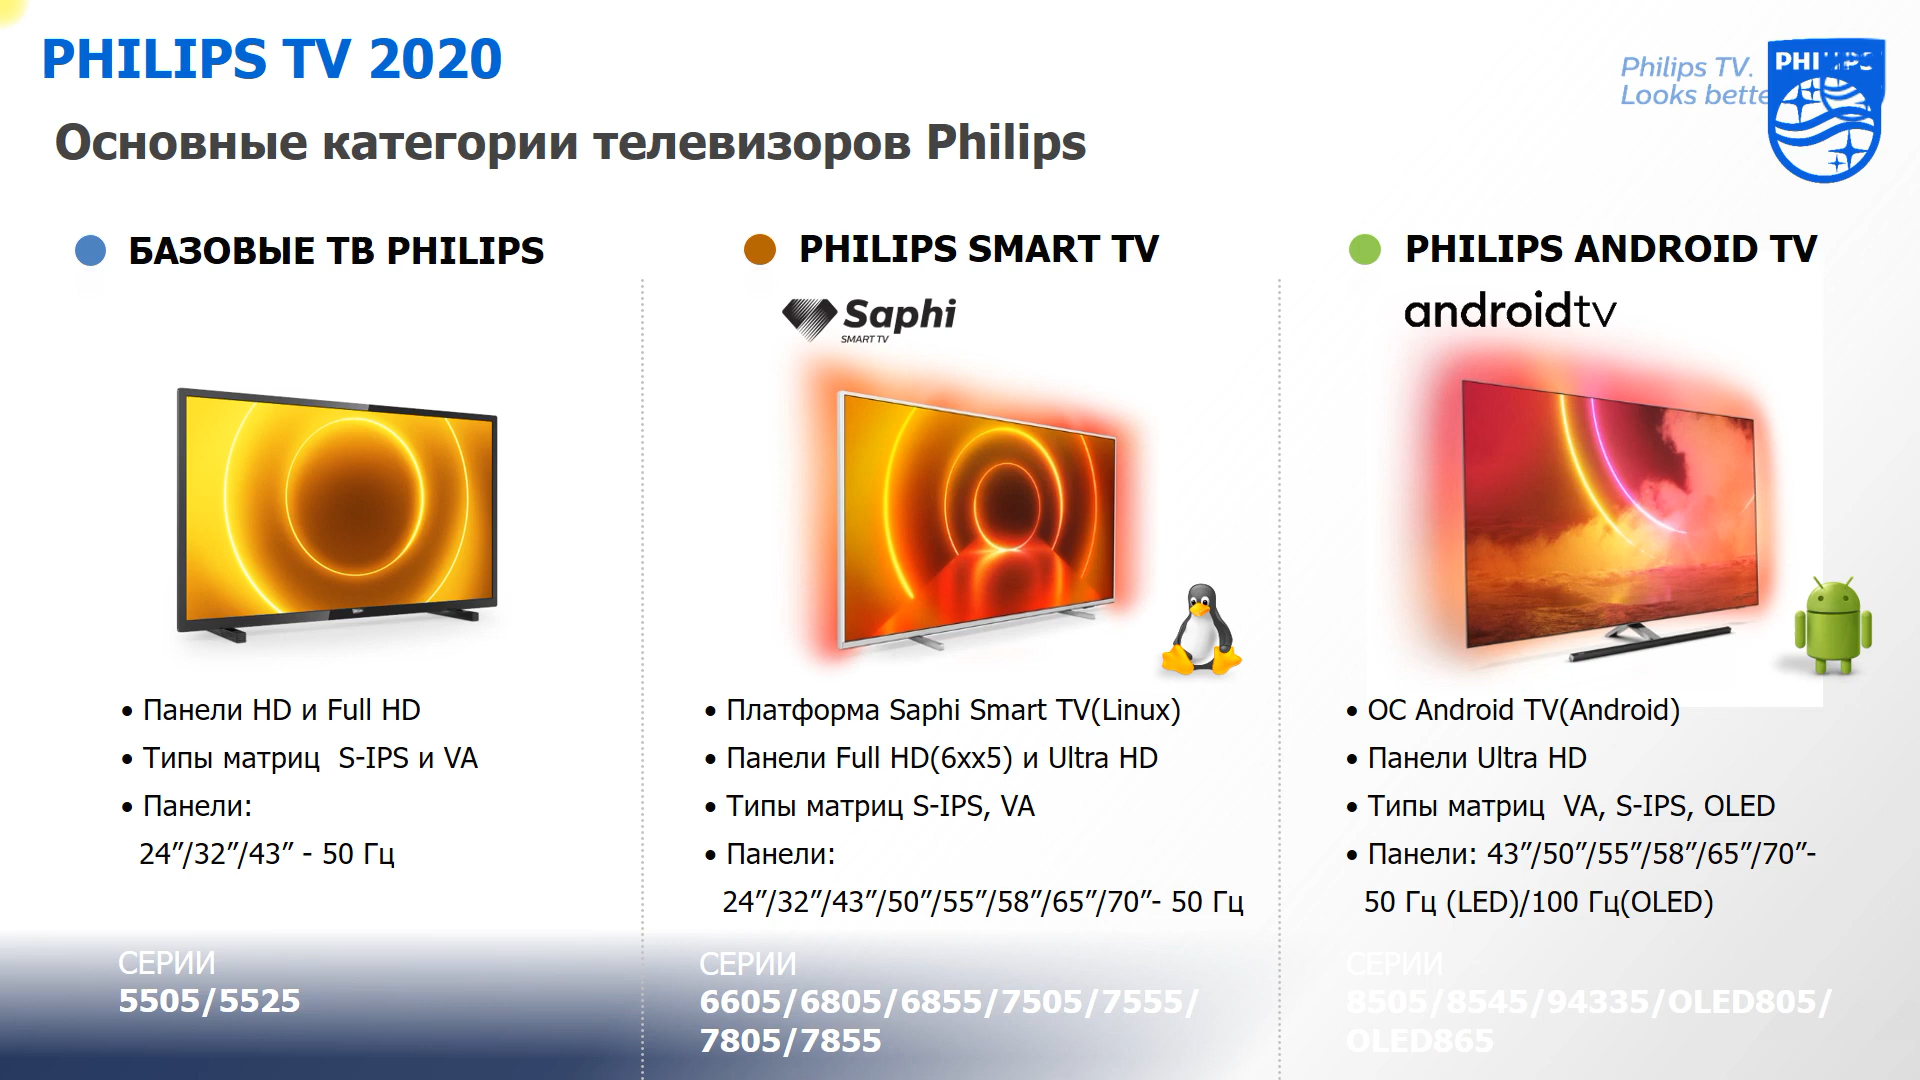 PHILIPS TV 2020
Philips TV.
Looks bette
PHILIPS
Основные категории телевизоров Philips
БАЗОВЫЕ ТВ PHILIPS
• Панели HD и Full HD
• Типы матриц S-IPS и VA
• Панели:
24”/32”/43” - 50 Гц
СЕРИИ
5505/5525
PHILIPS SMART TV
Saphi
SMART TV
• Платформа Saphi Smart TV(Linux)
• Панели Full HD(6xx5) и Ultra HD
• Типы матриц S-IPS, VA
• Панели:
24”/32”/43”/50”/55”/58”/65”/70”- 50 Гц
СЕРИИ
6605/6805/6855/7505/7555/
7805/7855
PHILIPS ANDROID TV
androidtv
• ОС Android TV(Android)
• Панели Ultra HD
• Типы матриц VA, S-IPS, OLED
• Панели: 43”/50”/55”/58”/65”/70”-
50 Гц (LED)/100 Гц(OLED)
СЕРИИ
8505/8545/94335/OLED805/
OLED865